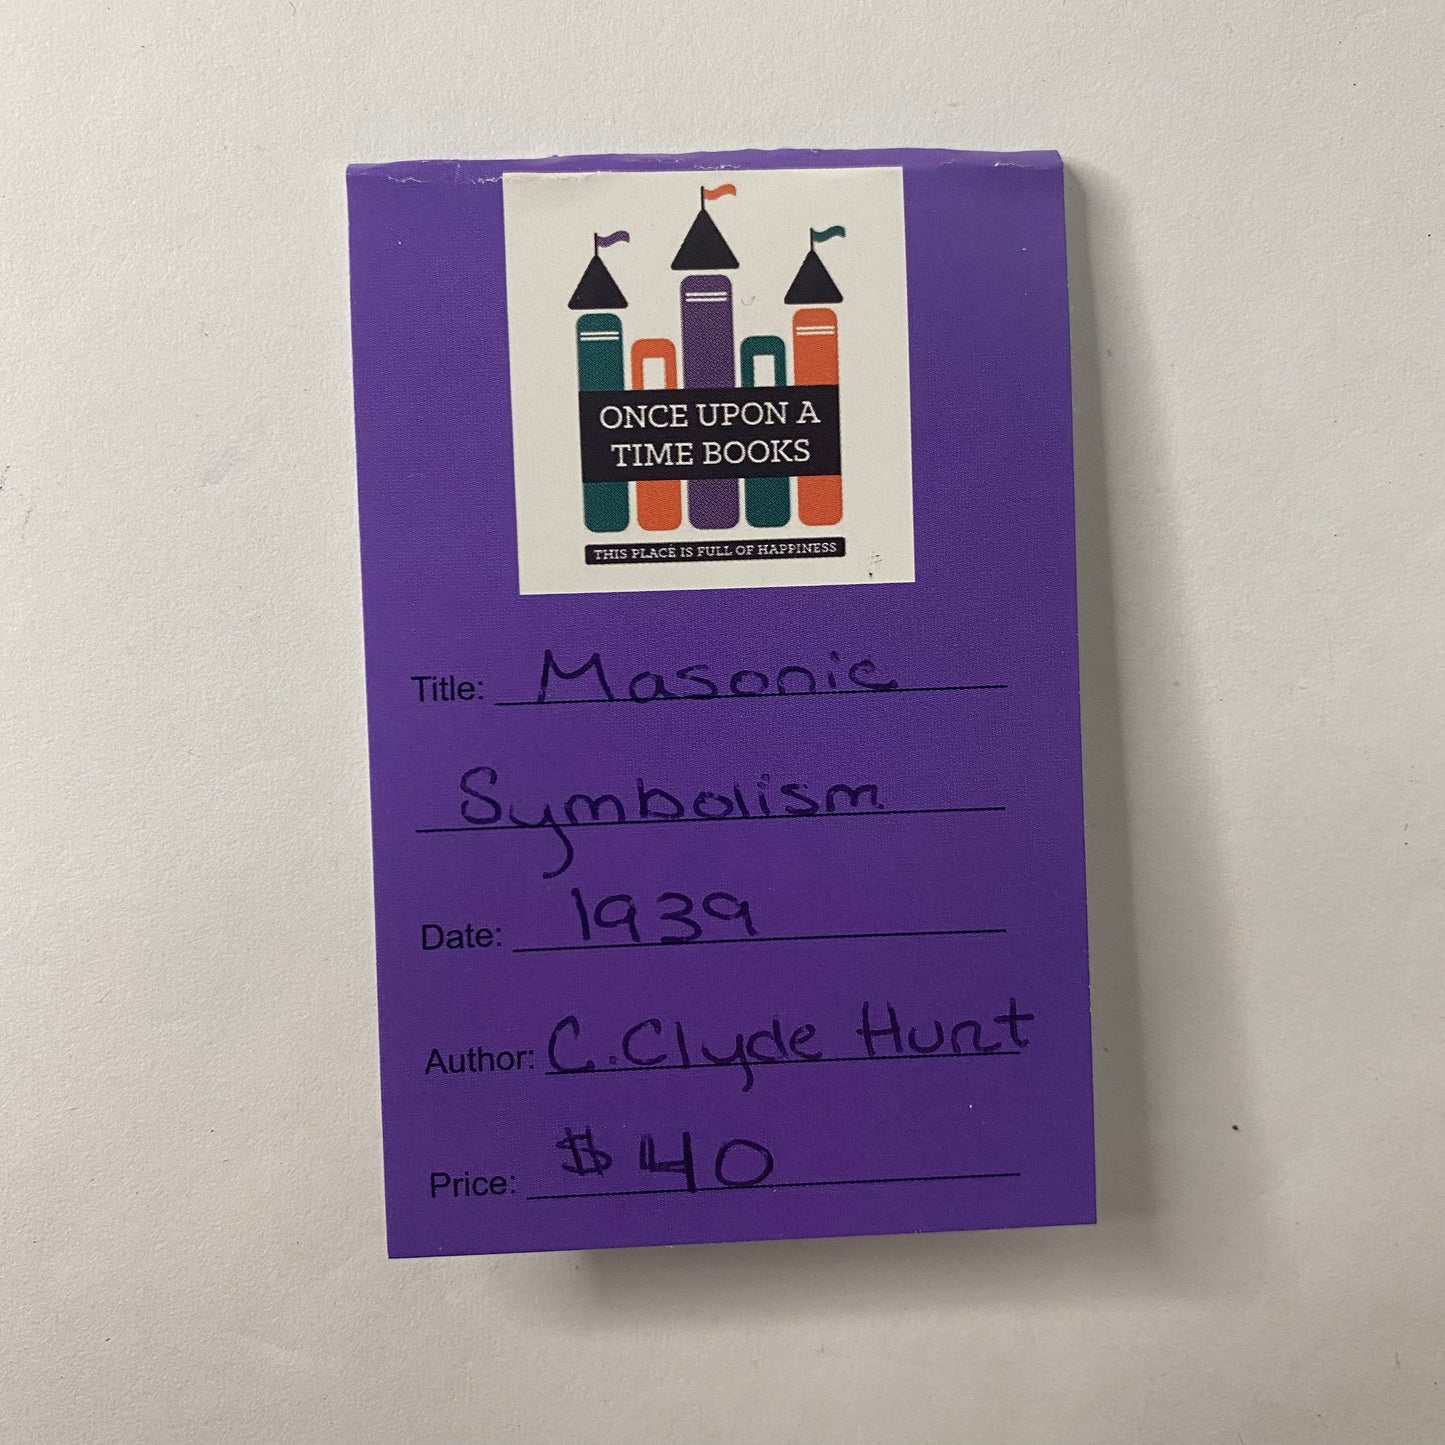 ONCE UPON A
TIME BOOKS
THIS PLACE IS FULL OF HAPPINESS
Title: Masonic
Symbolism
Date: 1939
Author: C. Clyde Hunt
Price: $40